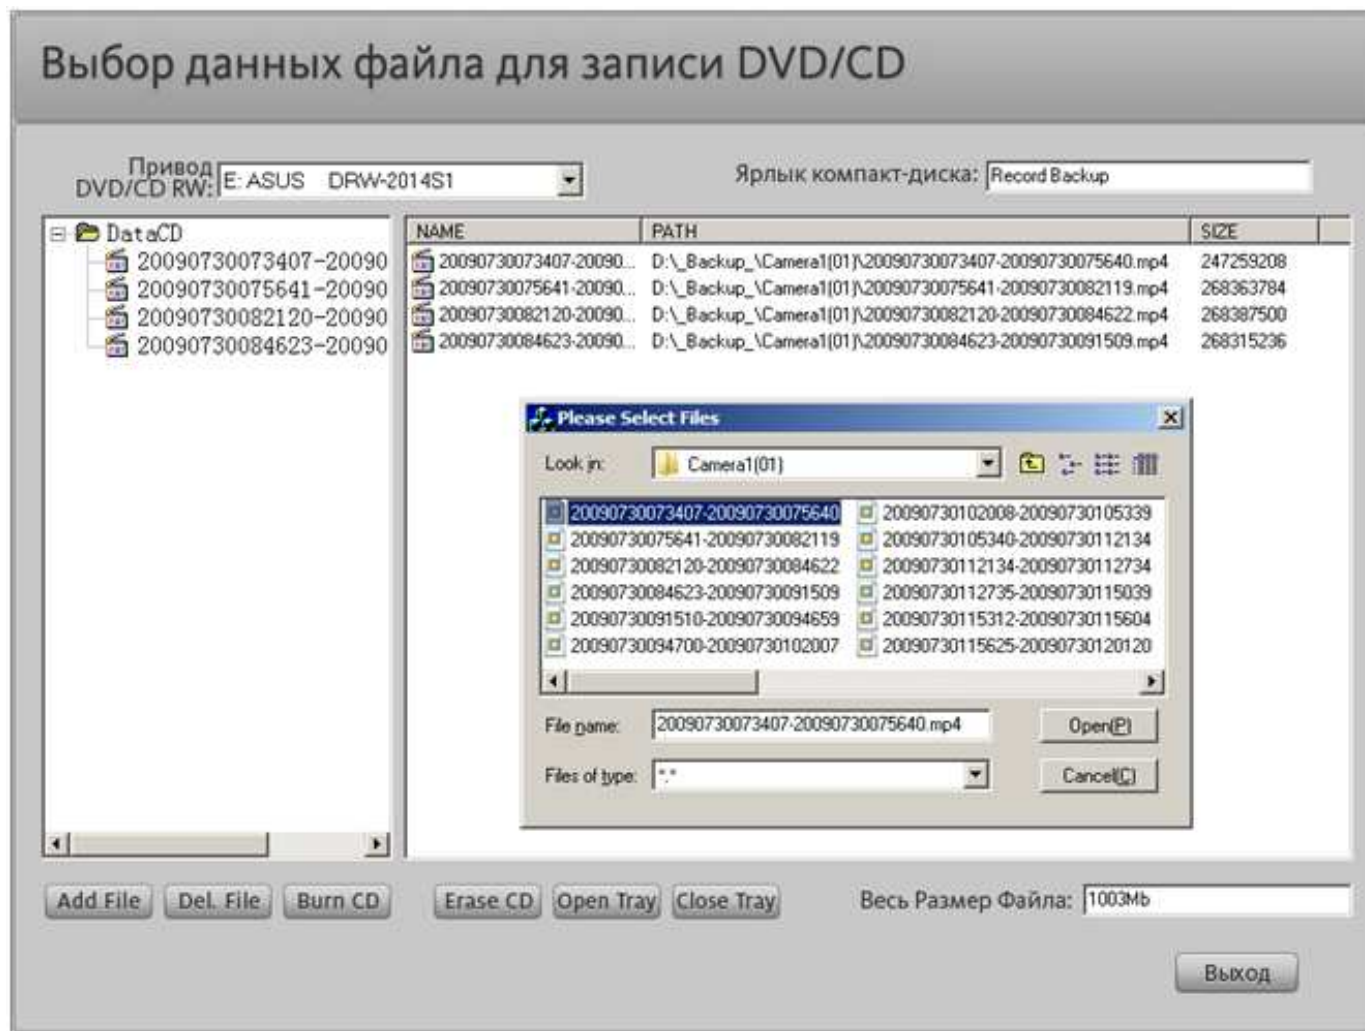 Выбор данных файла для записи DVD/CD
Привод
DVD/CD RW: E: ASUS DRW-2014S1 Ярлык компакт-диска: Record Backup
DataCD
20090730073407-20090
20090730075641-20090
20090730082120-20090
20090730084623-20090
NAME PATH SIZE
20090730073407-20090... D:\_Backup_\Camera1(01)\20090730073407-20090730075640.mp4 247259208
20090730075641-20090... D:\_Backup_\Camera1(01)\20090730075641-20090730082119.mp4 268363784
20090730082120-20090... D:\_Backup_\Camera1(01)\20090730082120-20090730084622.mp4 268387500
20090730084623-20090... D:\_Backup_\Camera1(01)\20090730084623-20090730091509.mp4 268315236
Please Select Files
Look in: Camera1(01)
20090730073407-20090730075640 20090730102008-20090730105339
20090730075641-20090730082119 20090730105340-20090730112134
20090730082120-20090730084622 20090730112134-20090730112734
20090730084623-20090730091509 20090730112735-20090730115039
20090730091510-20090730094659 20090730115312-20090730115604
20090730094700-20090730102007 20090730115625-20090730120120
File name: 20090730073407-20090730075640.mp4 Open(P)
Files of type: *.* Cancel(C)
Add File Del. File Burn CD Erase CD Open Tray Close Tray Весь Размер Файла: 1003Mb
Выход